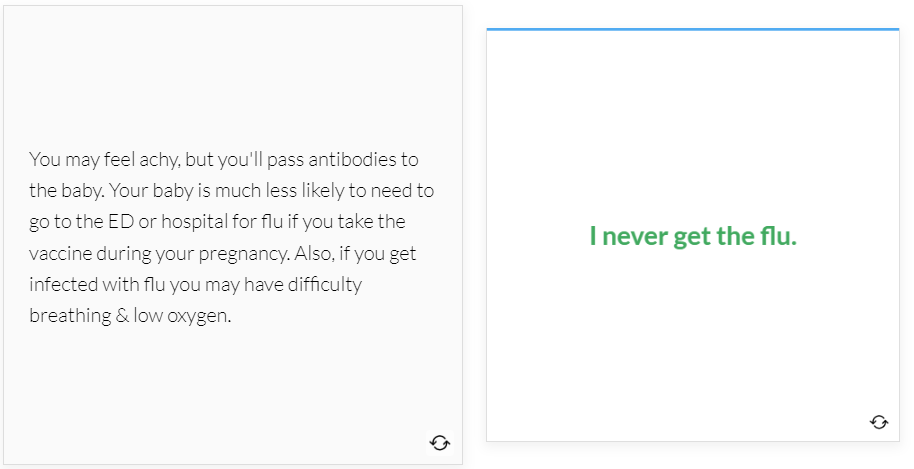 You may feel achy, but you'll pass antibodies to
the baby. Your baby is much less likely to need to
go to the ED or hospital for flu if you take the
vaccine during your pregnancy. Also, if you get
infected with flu you may have difficulty
breathing & low oxygen.
I never get the flu.